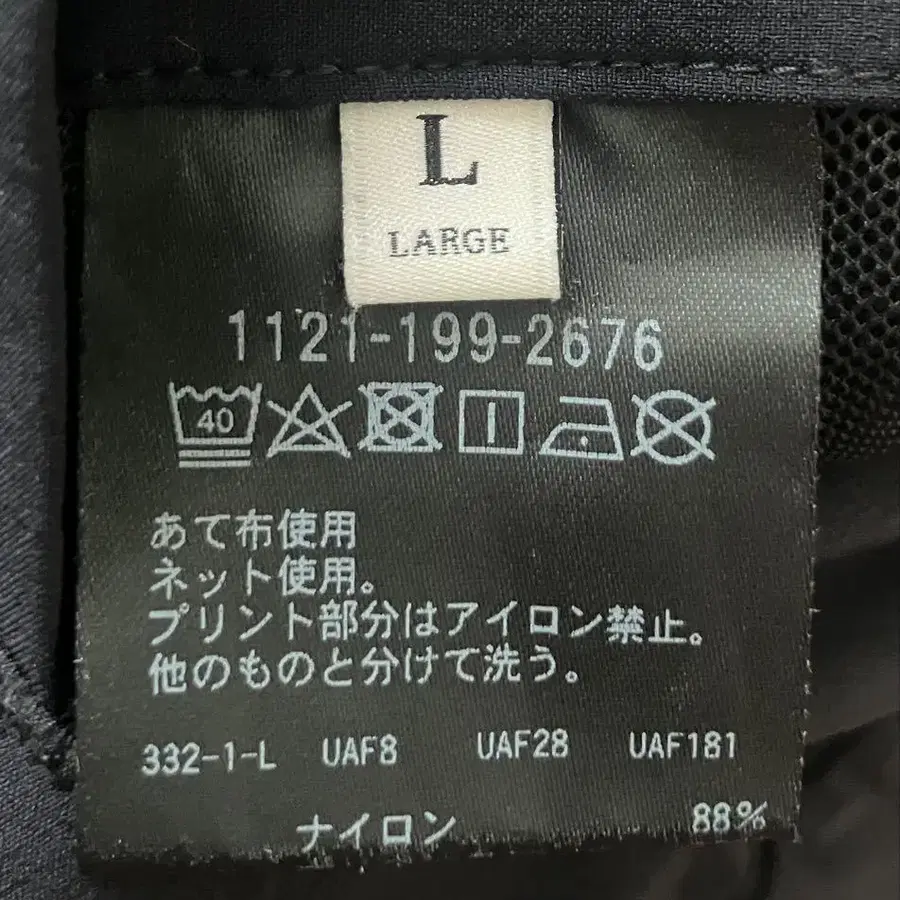 L
LARGE
1121-199-2676
40
あて布使用
ネット使用。
プリント部分はアイロン禁止。
他のものと分けて洗う。
332-1-L UAF8 UAF28 UAF181
ナイロン 88%